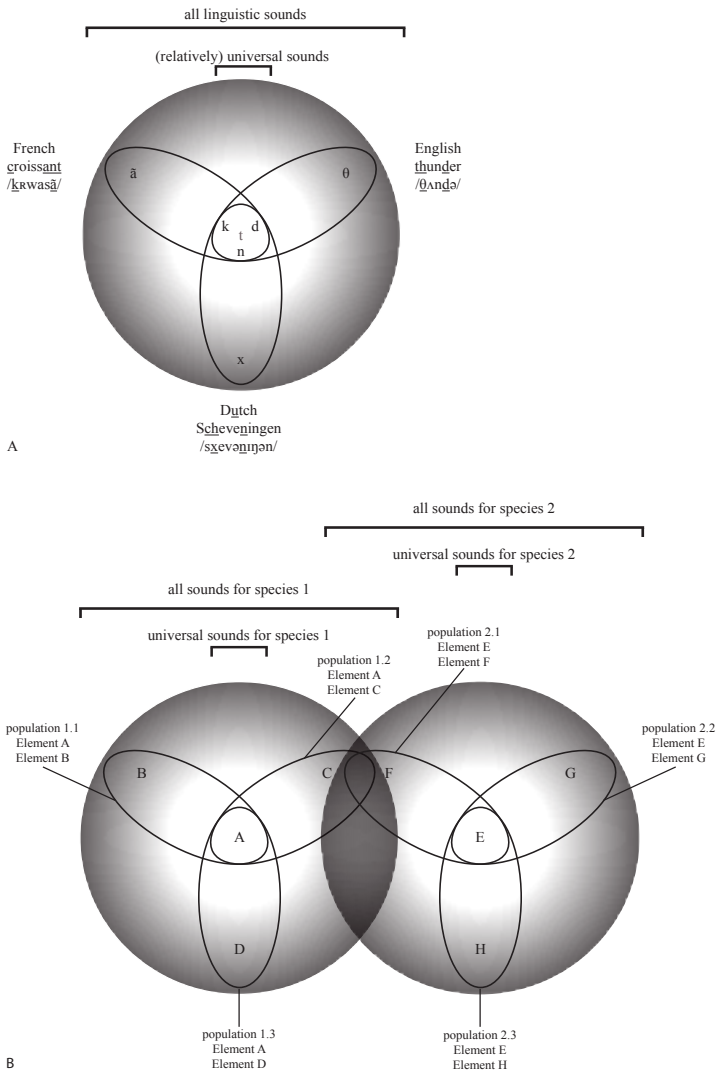 all linguistic sounds
(relatively) universal sounds
French
croissant
/kʀwasã/
English
thunder
/θʌndə/
ã
θ
k d
t
n
x
Dutch
Scheveningen
/sxevənɪŋən/
A
all sounds for species 2
universal sounds for species 2
all sounds for species 1
universal sounds for species 1
population 1.2
Element A
Element C
population 2.1
Element E
Element F
population 1.1
Element A
Element B
population 2.2
Element E
Element G
B
C
F
G
A
E
D
H
population 1.3
Element A
Element D
population 2.3
Element E
Element H
B